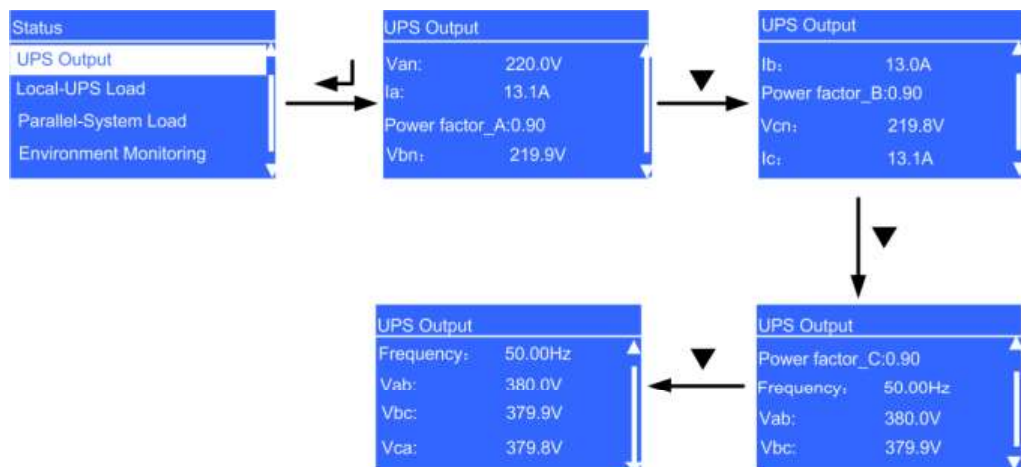 Status
UPS Output
Local-UPS Load
Parallel-System Load
Environment Monitoring
UPS Output
Van: 220.0V
Ia: 13.1A
Power factor_A:0.90
Vbn: 219.9V
UPS Output
Ib: 13.0A
Power factor_B:0.90
Vcn: 219.8V
Ic: 13.1A
UPS Output
Power factor_C:0.90
Frequency: 50.00Hz
Vab: 380.0V
Vbc: 379.9V
UPS Output
Frequency: 50.00Hz
Vab: 380.0V
Vbc: 379.9V
Vca: 379.8V